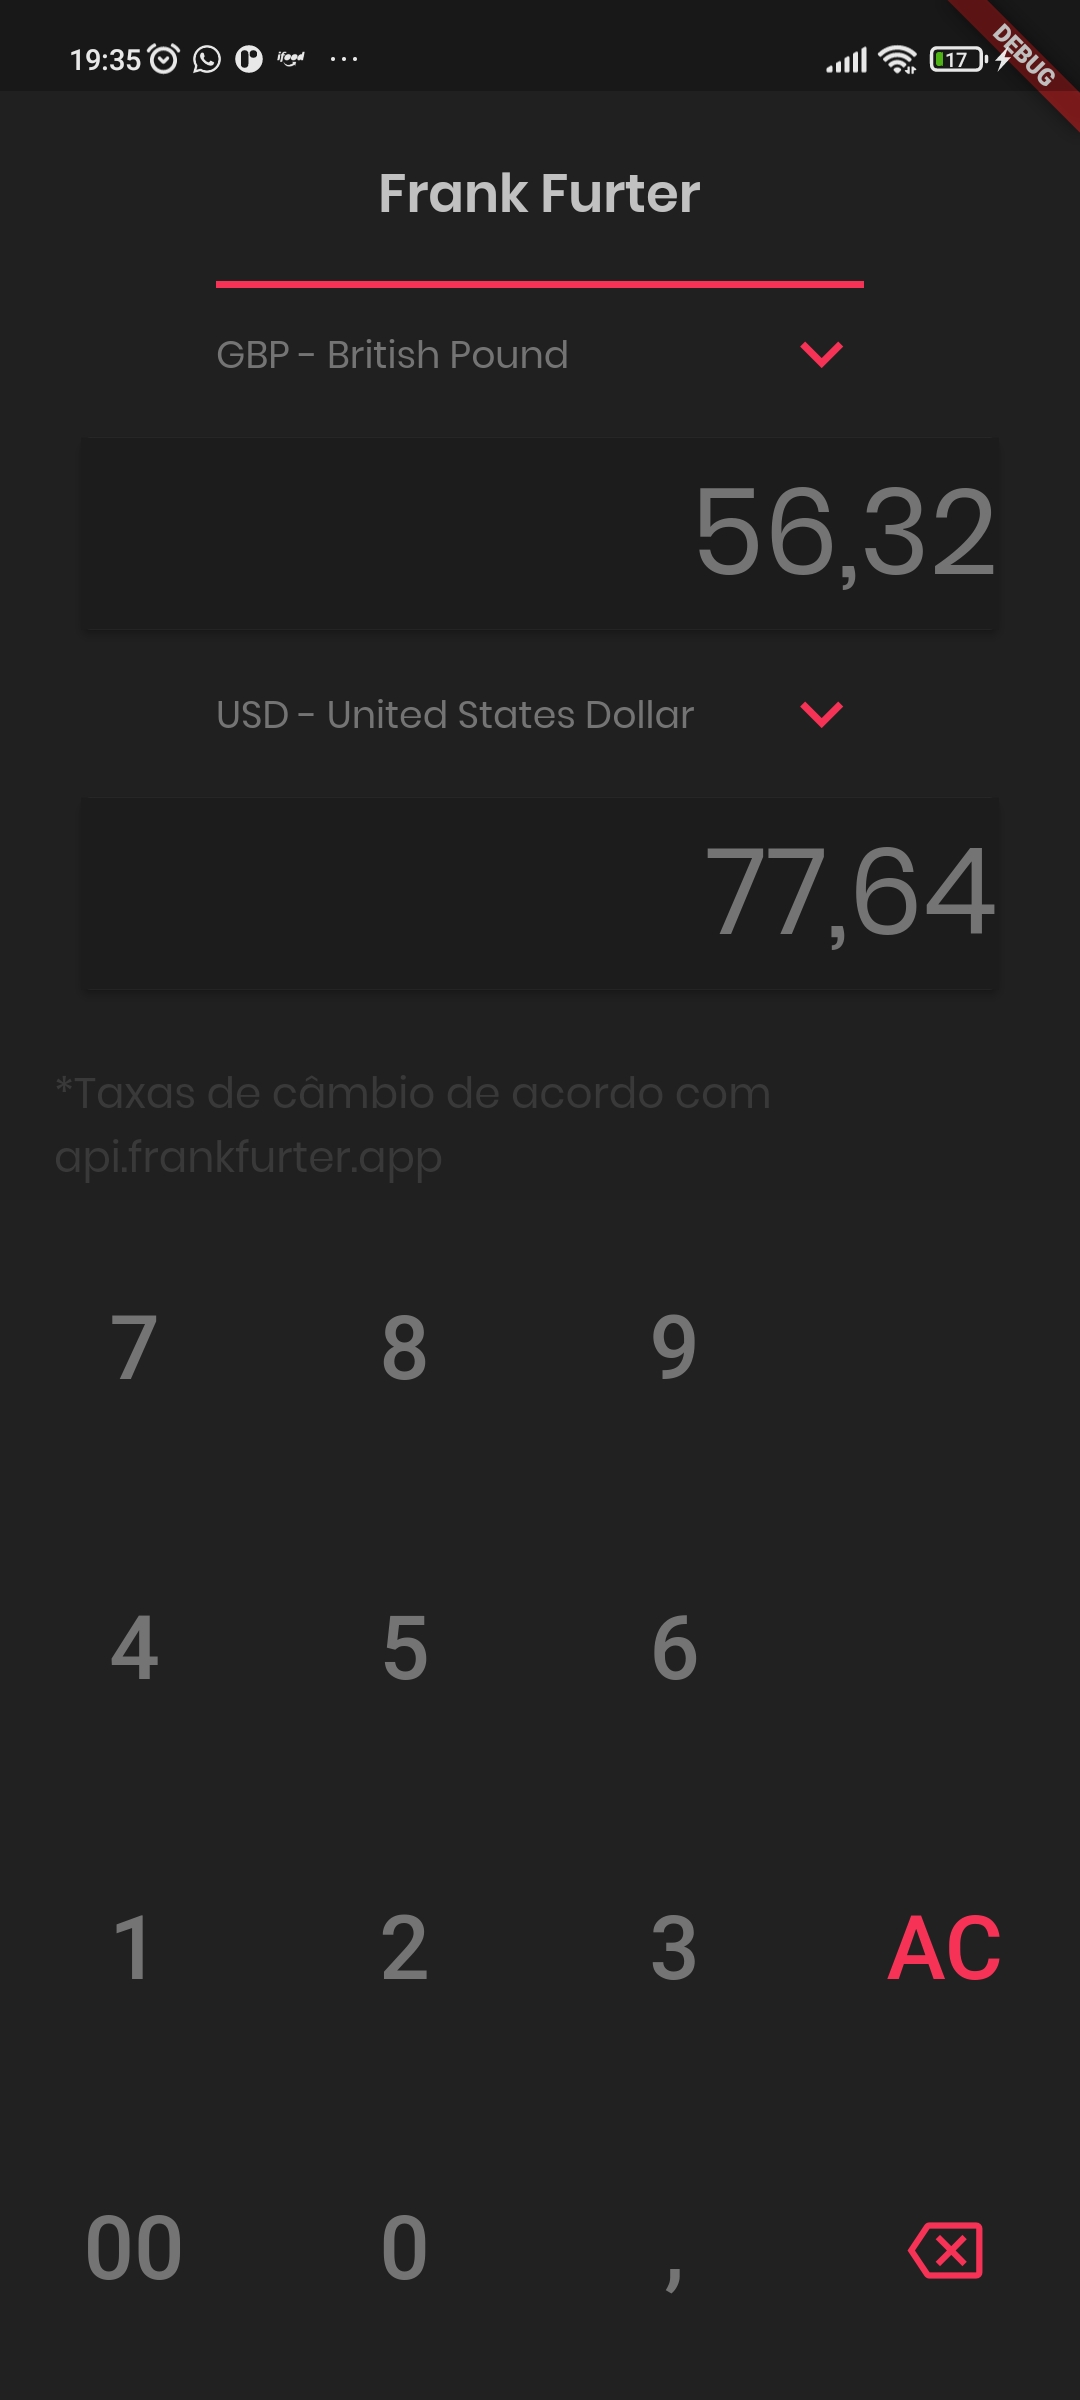 19:35 ifood ... 17
DEBUG
Frank Furter
GBP - British Pound
56,32
USD - United States Dollar
77,64
*Taxas de câmbio de acordo com
api.frankfurter.app
7 8 9
4 5 6
1 2 3 AC
00 0 ,